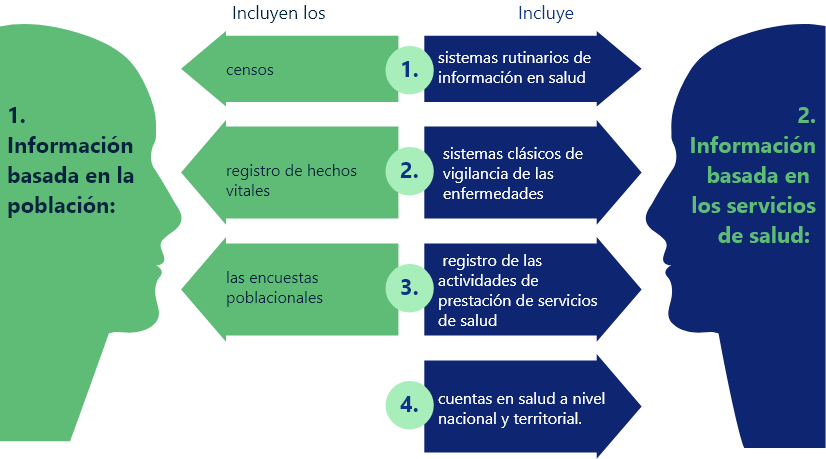 Incluyen los
1.
Información
basada en la
población:
censos
registro de hechos
vitales
las encuestas
poblacionales
Incluye
1.
sistemas rutinarios de
información en salud
2.
sistemas clásicos de
vigilancia de las
enfermedades
3.
registro de las
actividades de
prestación de servicios
de salud
4.
cuentas en salud a nivel
nacional y territorial.
2.
Información
basada en
los servicios
de salud: